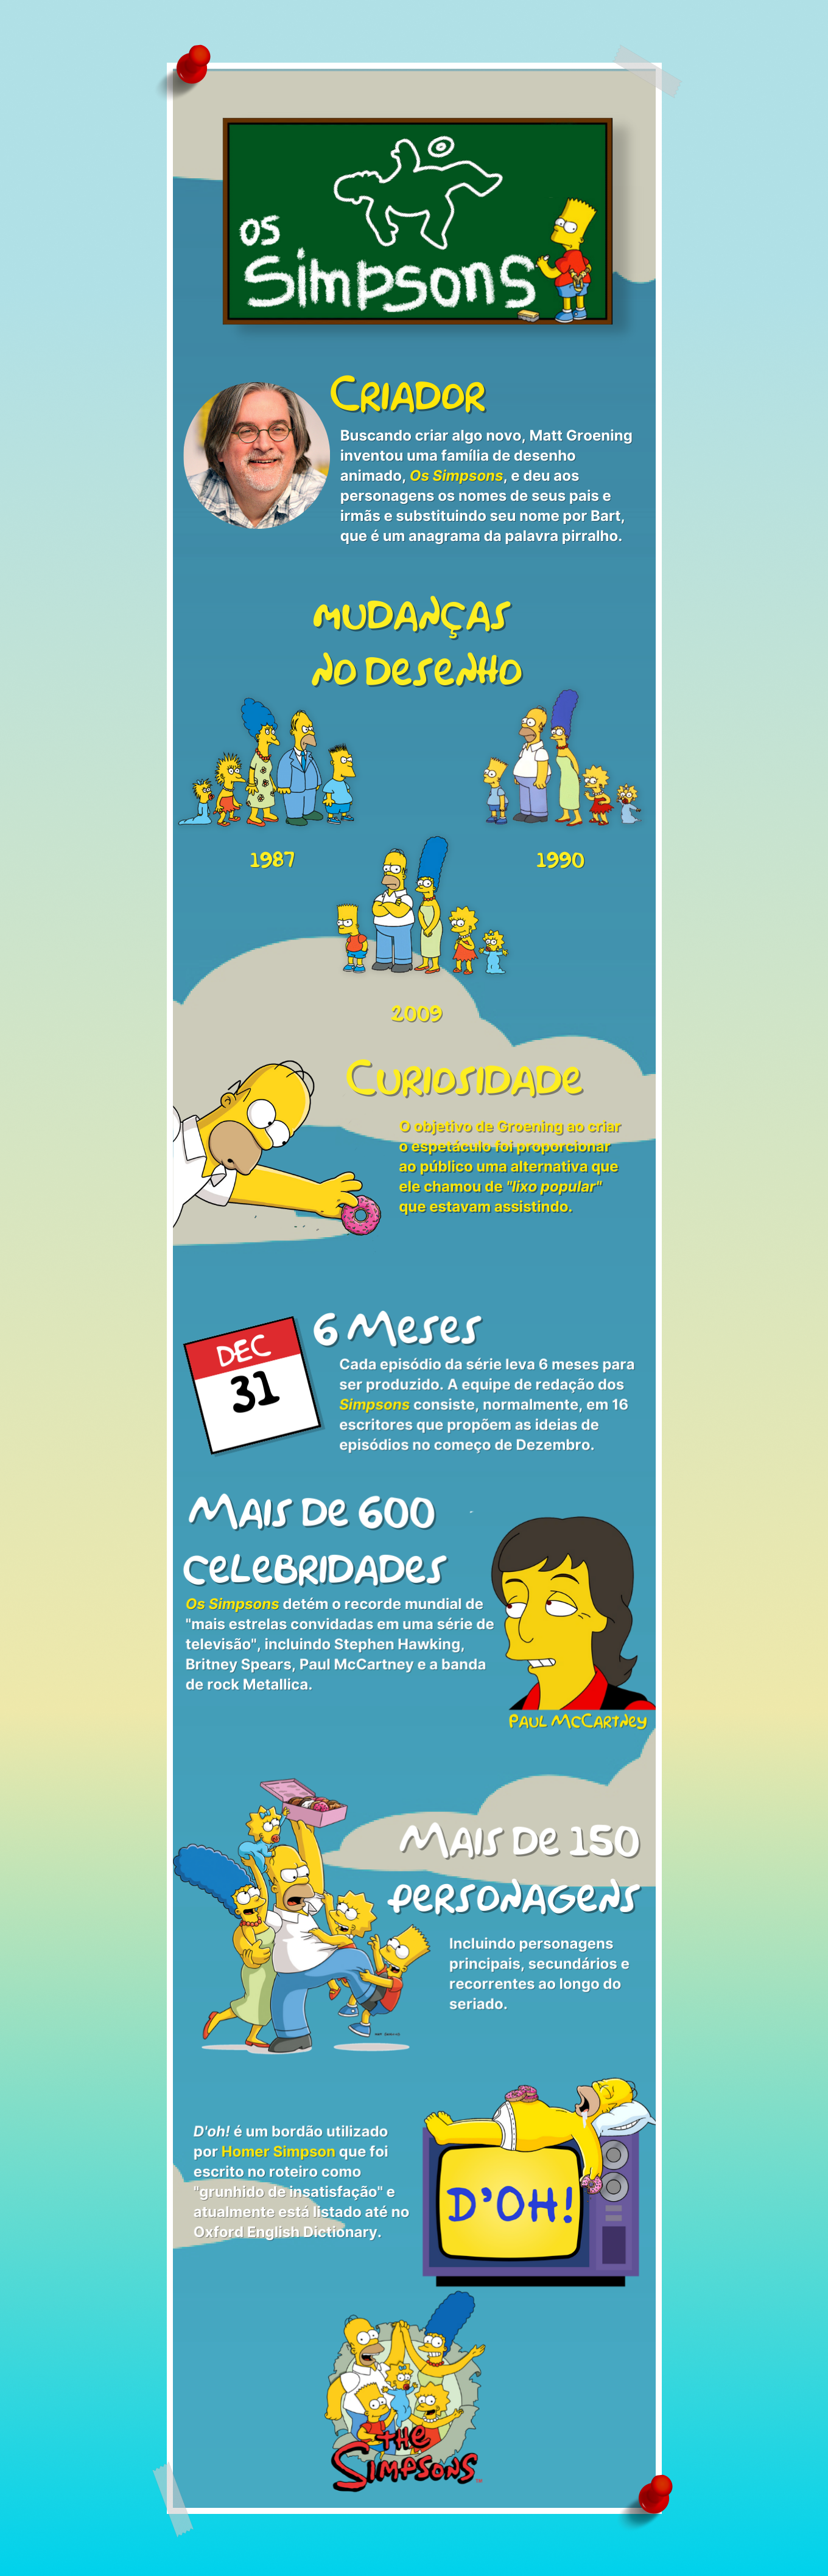 OS
Simpsons
CRIADOR
Buscando criar algo novo, Matt Groening
inventou uma família de desenho
animado, Os Simpsons, e deu aos
personagens os nomes de seus pais e
irmãs e substituindo seu nome por Bart,
que é um anagrama da palavra pirralho.
MUDANÇAS
NO DESENHO
1987
1990
2009
CURIOSIDADE
O objetivo de Groening ao criar
o espetáculo foi proporcionar
ao público uma alternativa que
ele chamou de "lixo popular"
que estavam assistindo.
DEC
31
6 MESES
Cada episódio da série leva 6 meses para
ser produzido. A equipe de redação dos
Simpsons consiste, normalmente, em 16
escritores que propõem as ideias de
episódios no começo de Dezembro.
MAIS DE 600
CELEBRIDADES
Os Simpsons detém o recorde mundial de
"mais estrelas convidadas em uma série de
televisão", incluindo Stephen Hawking,
Britney Spears, Paul McCartney e a banda
de rock Metallica.
PAUL MCCARTNEY
MAIS DE 150
PERSONAGENS
Incluindo personagens
principais, secundários e
recorrentes ao longo do
seriado.
D'oh! é um bordão utilizado
por Homer Simpson que foi
escrito no roteiro como
"grunhido de insatisfação" e
atualmente está listado até no
Oxford English Dictionary.
D'OH!
THE
SIMPSONS